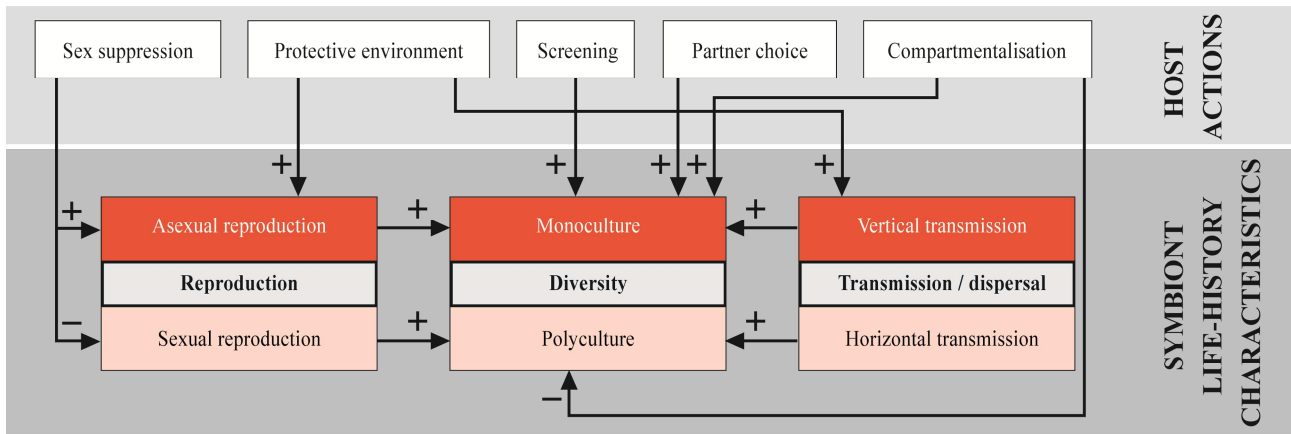 Sex suppression
Protective environment
Screening
Partner choice
Compartmentalisation
HOST
ACTIONS
+
+
+
+
+
+
Asexual reproduction
+
Monoculture
+
Vertical transmission
Reproduction
Diversity
Transmission / dispersal
−
Sexual reproduction
+
Polyculture
+
Horizontal transmission
−
SYMBIONT
LIFE-HISTORY
CHARACTERISTICS